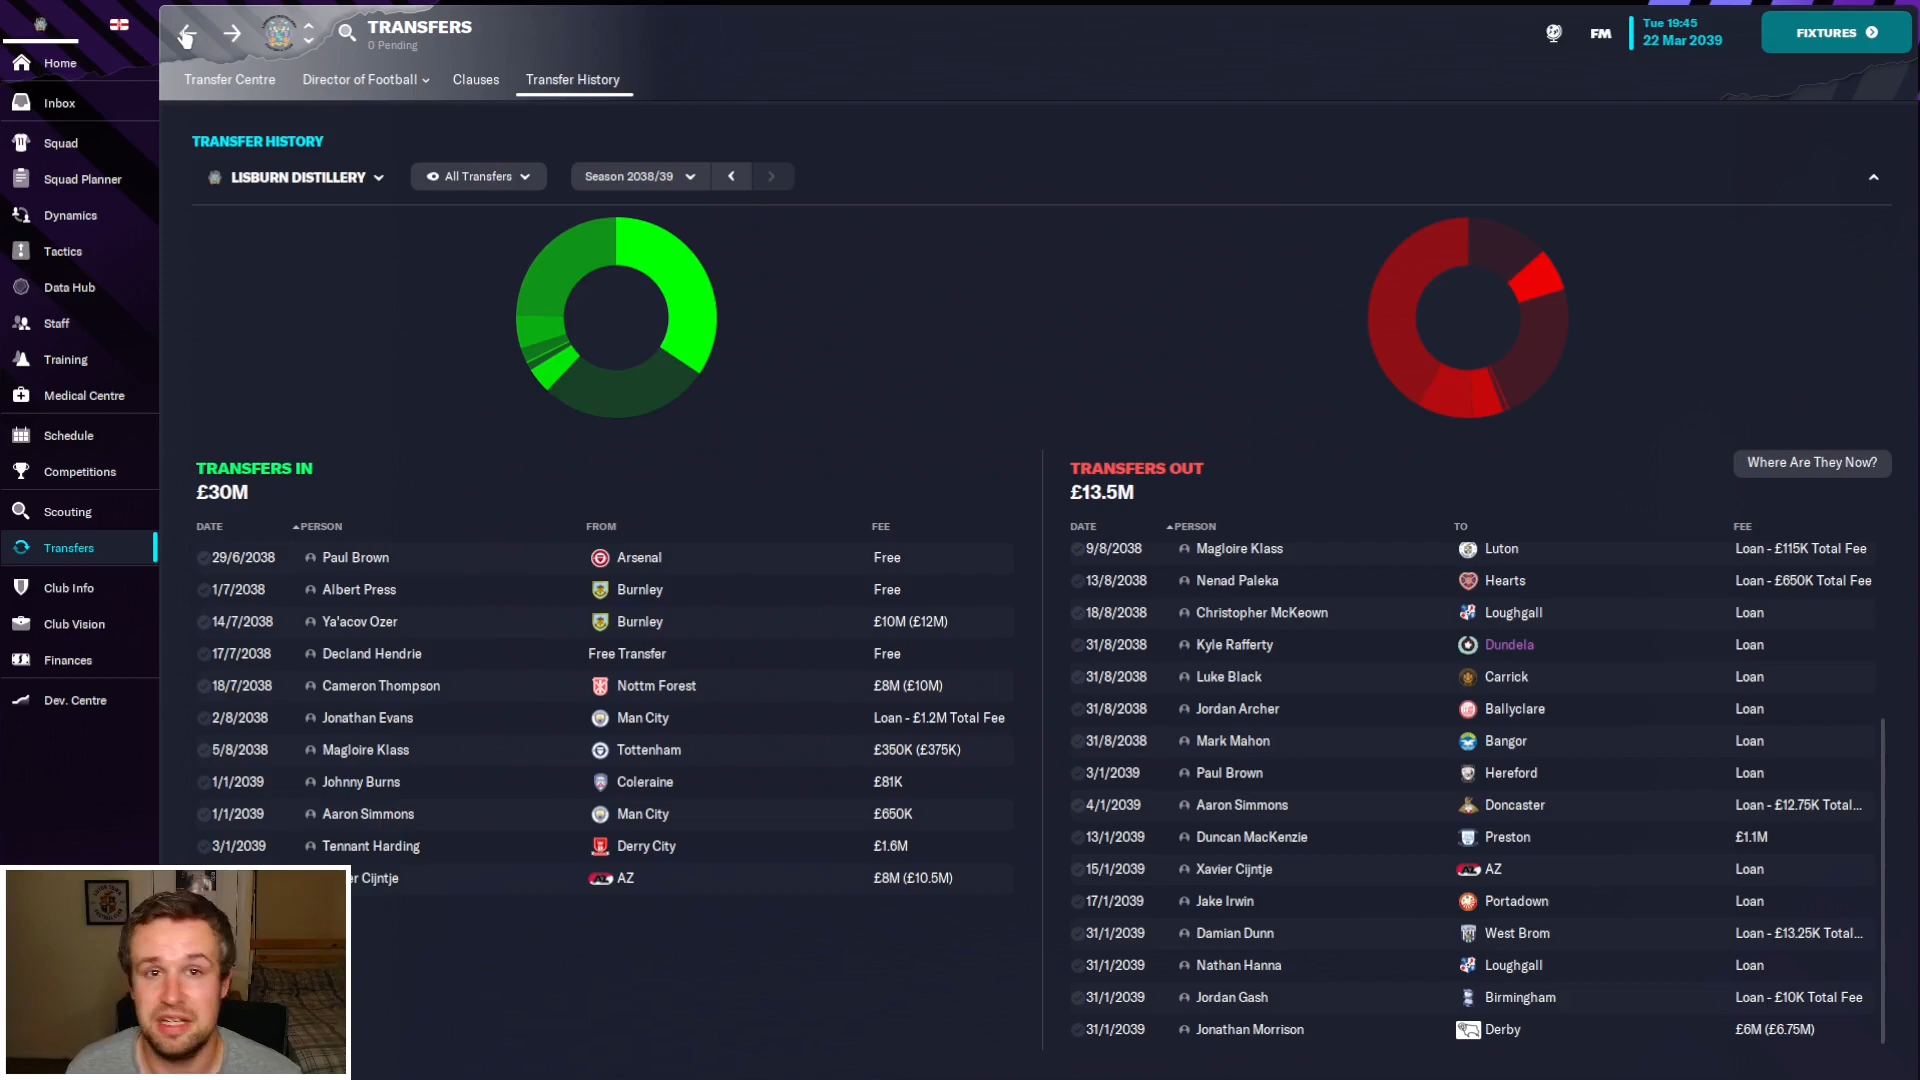 TRANSFERS
0 Pending
FM
Tue 19:45
22 Mar 2039
FIXTURES
Home
Inbox
Squad
Squad Planner
Dynamics
Tactics
Data Hub
Staff
Training
Medical Centre
Schedule
Competitions
Scouting
Transfers
Club Info
Club Vision
Finances
Dev. Centre
Transfer Centre
Director of Football
Clauses
Transfer History
TRANSFER HISTORY
LISBURN DISTILLERY
All Transfers
Season 2038/39
TRANSFERS IN
£30M
DATE PERSON FROM FEE
29/6/2038 Paul Brown Arsenal Free
1/7/2038 Albert Press Burnley Free
14/7/2038 Ya'acov Ozer Burnley £10M (£12M)
17/7/2038 Decland Hendrie Free Transfer Free
18/7/2038 Cameron Thompson Nottm Forest £8M (£10M)
2/8/2038 Jonathan Evans Man City Loan - £1.2M Total Fee
5/8/2038 Magloire Klass Tottenham £350K (£375K)
1/1/2039 Johnny Burns Coleraine £81K
1/1/2039 Aaron Simmons Man City £650K
3/1/2039 Tennant Harding Derry City £1.6M
er Cijntje AZ £8M (£10.5M)
TRANSFERS OUT
£13.5M
Where Are They Now?
DATE PERSON TO FEE
9/8/2038 Magloire Klass Luton Loan - £115K Total Fee
13/8/2038 Nenad Paleka Hearts Loan - £650K Total Fee
18/8/2038 Christopher McKeown Loughgall Loan
31/8/2038 Kyle Rafferty Dundela Loan
31/8/2038 Luke Black Carrick Loan
31/8/2038 Jordan Archer Ballyclare Loan
31/8/2038 Mark Mahon Bangor Loan
3/1/2039 Paul Brown Hereford Loan
4/1/2039 Aaron Simmons Doncaster Loan - £12.75K Total...
13/1/2039 Duncan MacKenzie Preston £1.1M
15/1/2039 Xavier Cijntje AZ Loan
17/1/2039 Jake Irwin Portadown Loan
31/1/2039 Damian Dunn West Brom Loan - £13.25K Total...
31/1/2039 Nathan Hanna Loughgall Loan
31/1/2039 Jordan Gash Birmingham Loan - £10K Total Fee
31/1/2039 Jonathan Morrison Derby £6M (£6.75M)